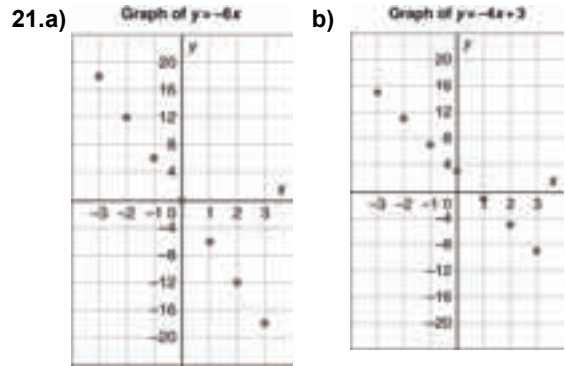 21.a)
Graph of y=–6x
y
20
16
12
8
4
x
–3 –2 –1 0 1 2 3
–4
–8
–12
–16
–20
b)
Graph of y=–4x+3
y
20
16
12
8
4
x
–3 –2 –1 0 1 2 3
–4
–8
–12
–16
–20